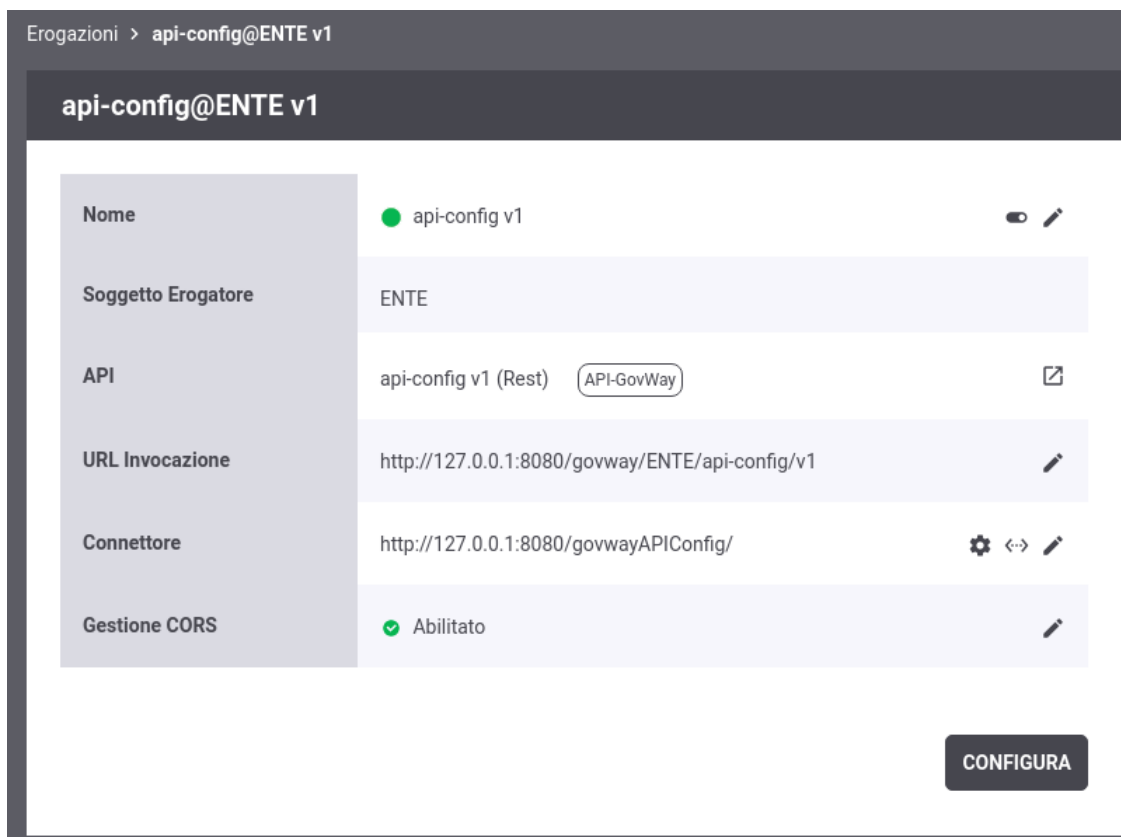 Erogazioni > api-config@ENTE v1
api-config@ENTE v1
Nome api-config v1
Soggetto Erogatore ENTE
API api-config v1 (Rest) API-GovWay
URL Invocazione http://127.0.0.1:8080/govway/ENTE/api-config/v1
Connettore http://127.0.0.1:8080/govwayAPIConfig/
Gestione CORS Abilitato
CONFIGURA